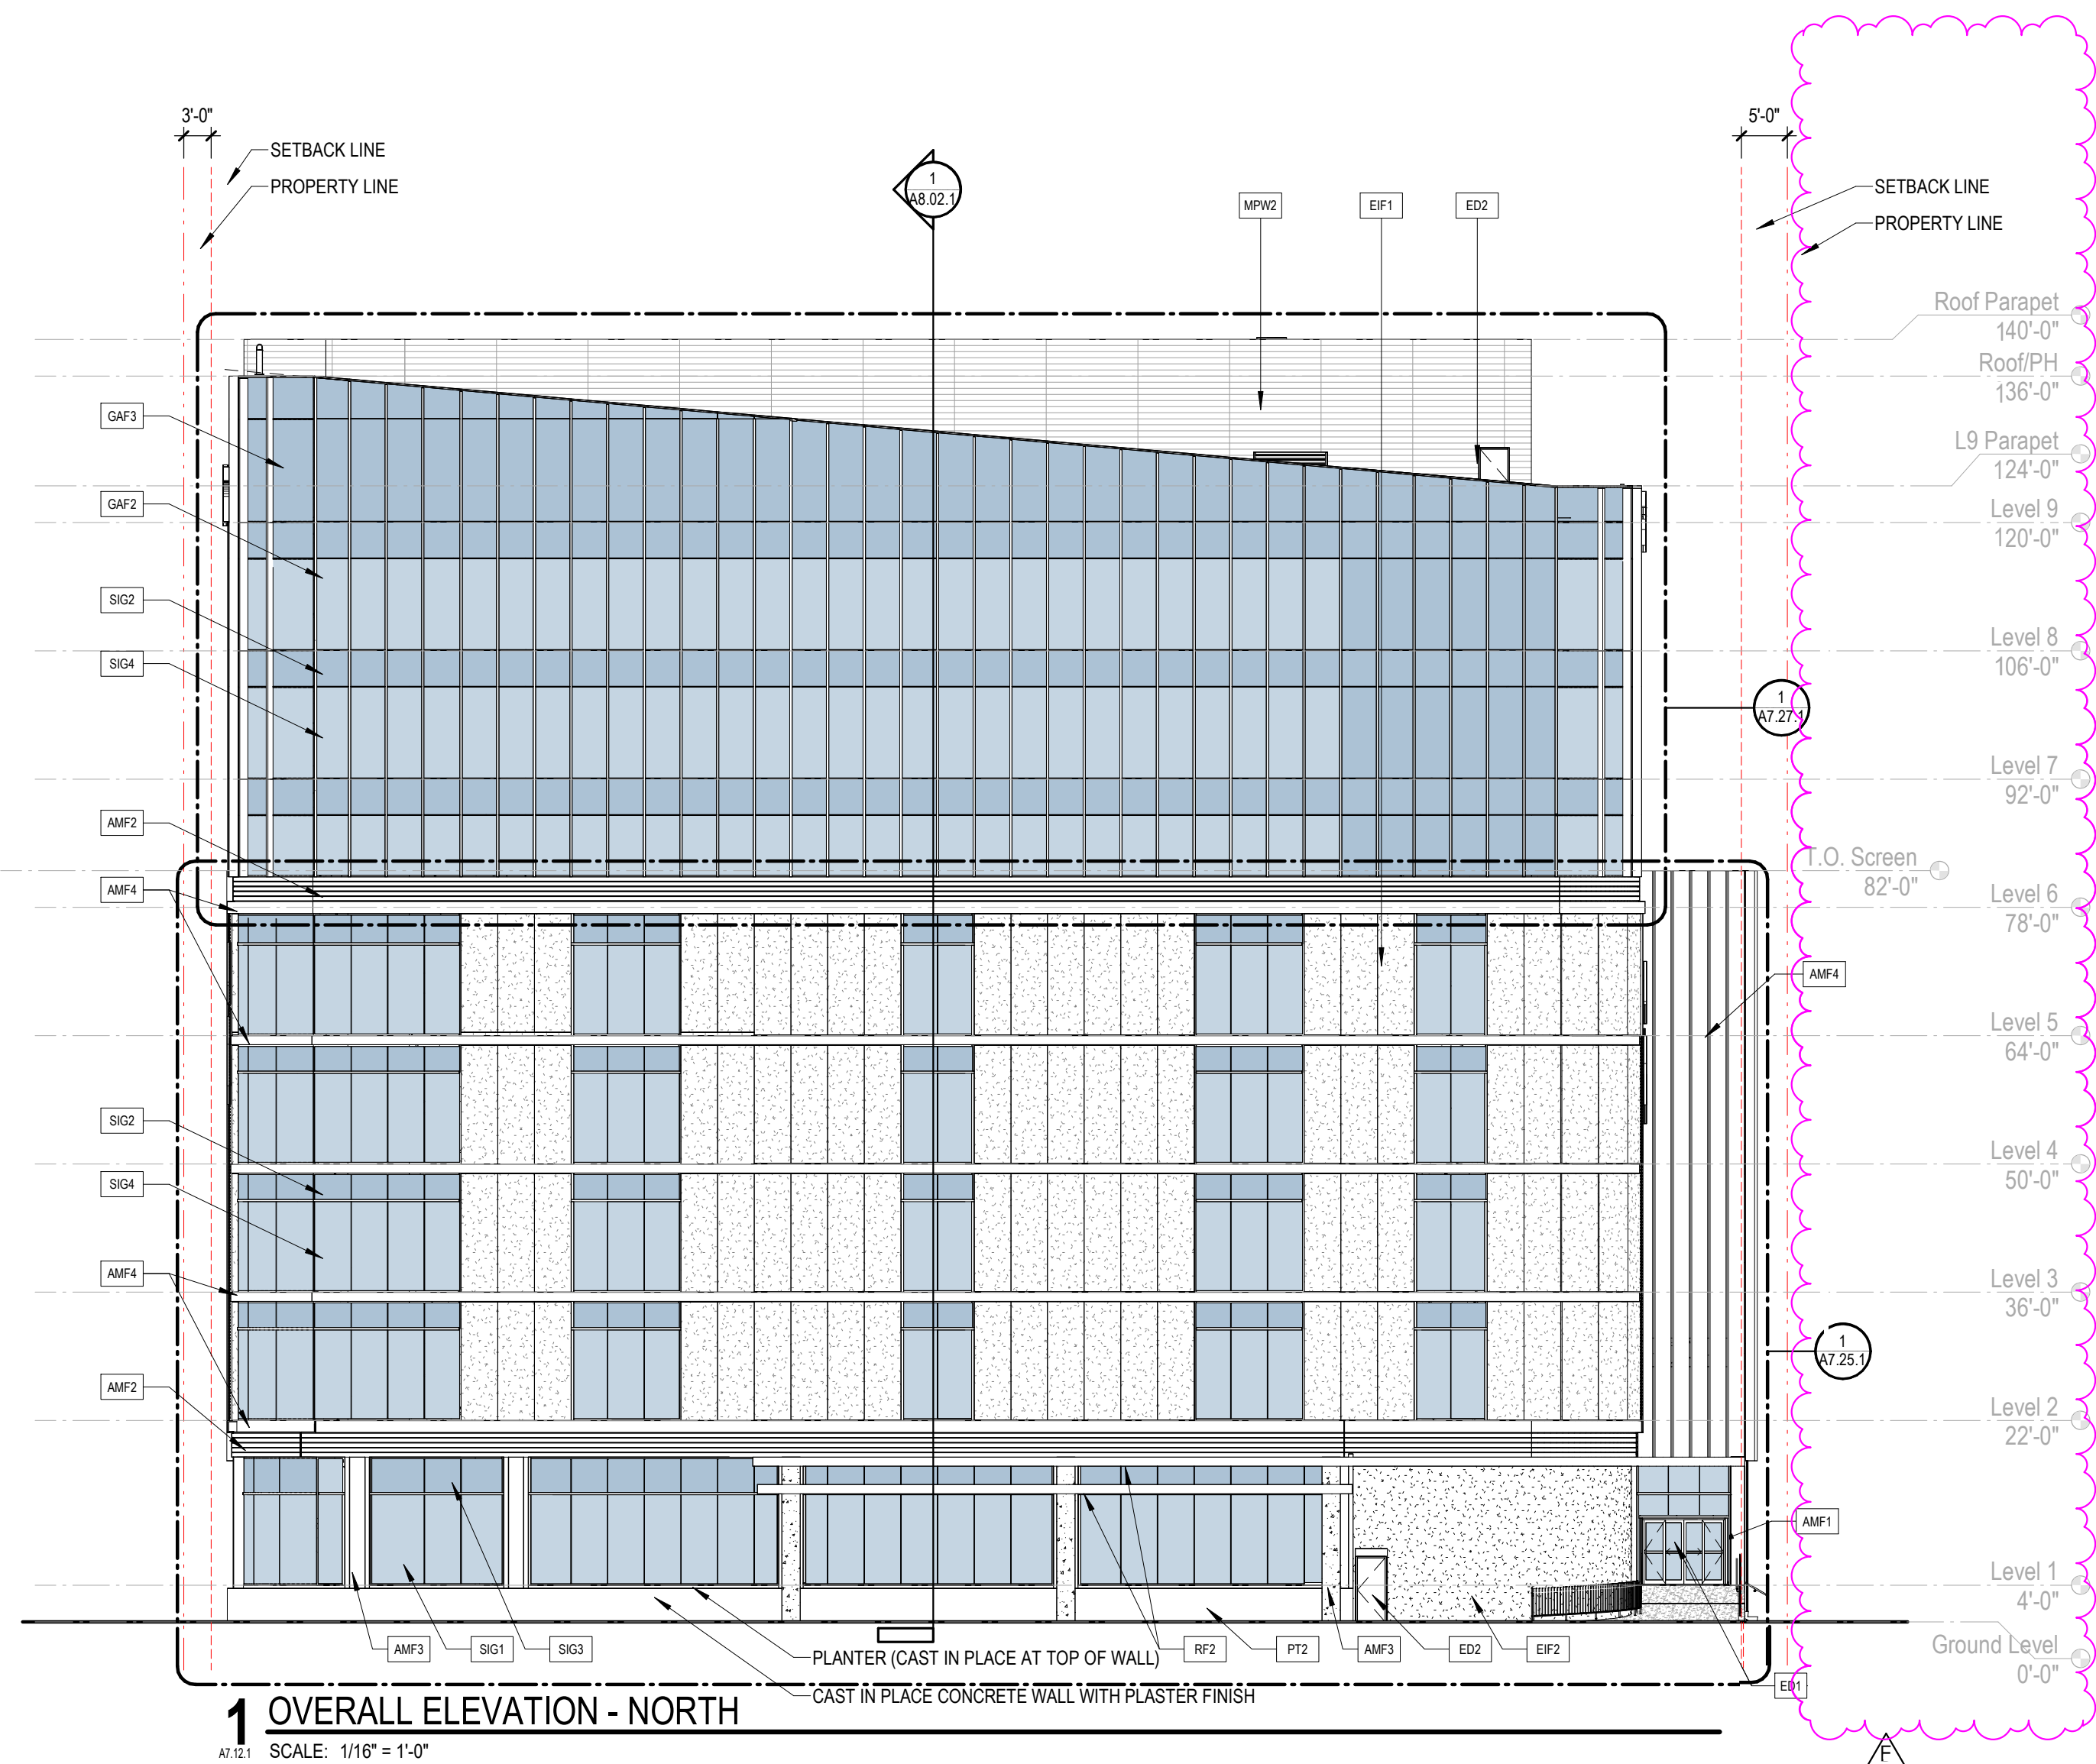 3'-0"
5'-0"
SETBACK LINE
PROPERTY LINE
1
A8.02.1
MPW2
EIF1
ED2
SETBACK LINE
PROPERTY LINE
Roof Parapet
140'-0"
Roof/PH
136'-0"
GAF3
L9 Parapet
124'-0"
GAF2
Level 9
120'-0"
SIG2
Level 8
106'-0"
SIG4
1
A7.27.1
Level 7
92'-0"
AMF2
T.O. Screen
82'-0"
AMF4
Level 6
78'-0"
AMF4
Level 5
64'-0"
SIG2
Level 4
50'-0"
SIG4
AMF4
Level 3
36'-0"
1
A7.25.1
AMF2
Level 2
22'-0"
AMF1
Level 1
4'-0"
AMF3
SIG1
SIG3
PLANTER (CAST IN PLACE AT TOP OF WALL)
RF2
PT2
AMF3
ED2
EIF2
Ground Level
0'-0"
CAST IN PLACE CONCRETE WALL WITH PLASTER FINISH
ED1
1
OVERALL ELEVATION - NORTH
A7.12.1
SCALE: 1/16" = 1'-0"
F